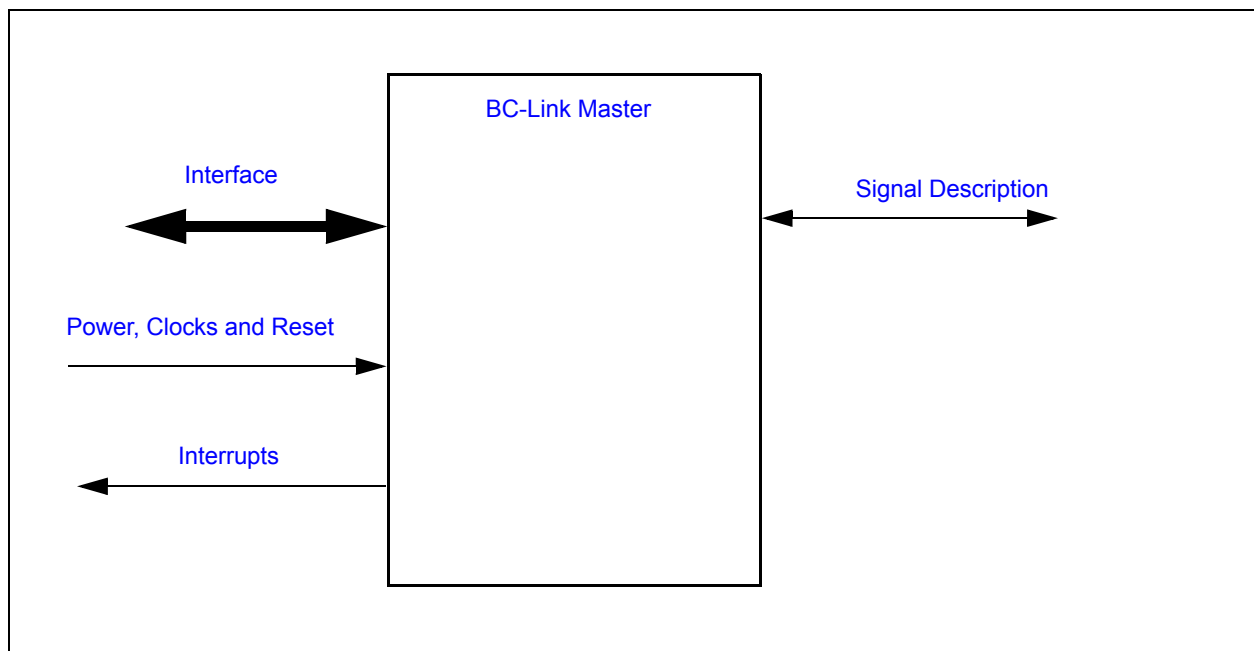 BC-Link Master
Interface
Signal Description
Power, Clocks and Reset
Interrupts